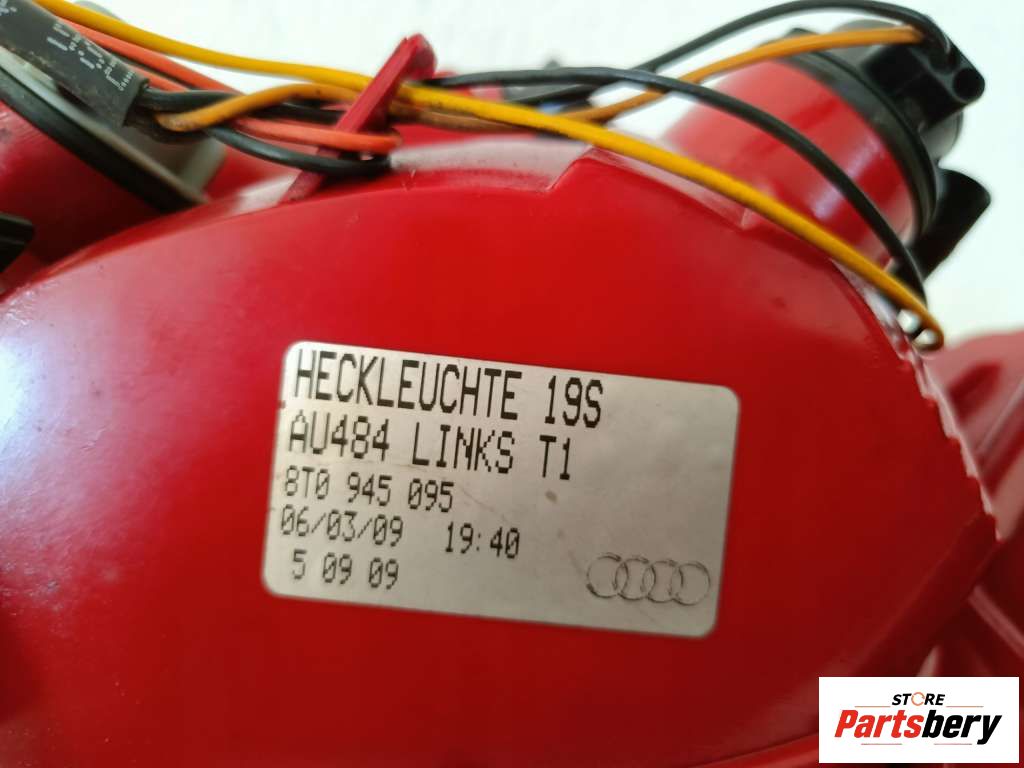 HECKLEUCHTE 19S
AU484 LINKS T1
8T0 945 095
06/03/09 19:40
5 09 09
STORE
Partsbery